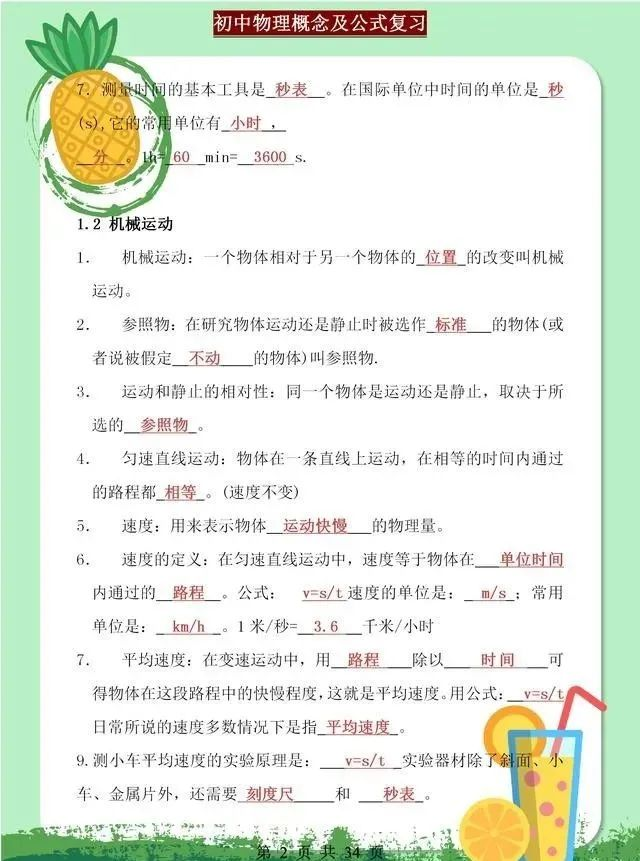 初中物理概念及公式复习
7. 测量时间的基本工具是 秒表 。在国际单位中时间的单位是 秒
(s),它的常用单位有 小时 ,
分 。1h= 60 min= 3600 s.
1.2 机械运动
1. 机械运动：一个物体相对于另一个物体的 位置 的改变叫机械
运动。
2. 参照物：在研究物体运动还是静止时被选作 标准 的物体(或
者说被假定 不动 的物体)叫参照物.
3. 运动和静止的相对性：同一个物体是运动还是静止，取决于所
选的 参照物 。
4. 匀速直线运动：物体在一条直线上运动，在相等的时间内通过
的路程都 相等 。(速度不变)
5. 速度：用来表示物体 运动快慢 的物理量。
6. 速度的定义：在匀速直线运动中，速度等于物体在 单位时间
内通过的 路程 。公式： v=s/t 速度的单位是： m/s ；常用
单位是： km/h 。1米/秒= 3.6 千米/小时
7. 平均速度：在变速运动中，用 路程 除以 时间 可
得物体在这段路程中的快慢程度，这就是平均速度。用公式： v=s/t
日常所说的速度多数情况下是指 平均速度 。
9.测小车平均速度的实验原理是： v=s/t 实验器材除了斜面、小
车、金属片外，还需要 刻度尺 和 秒表 。
第 2 页 共 34 页